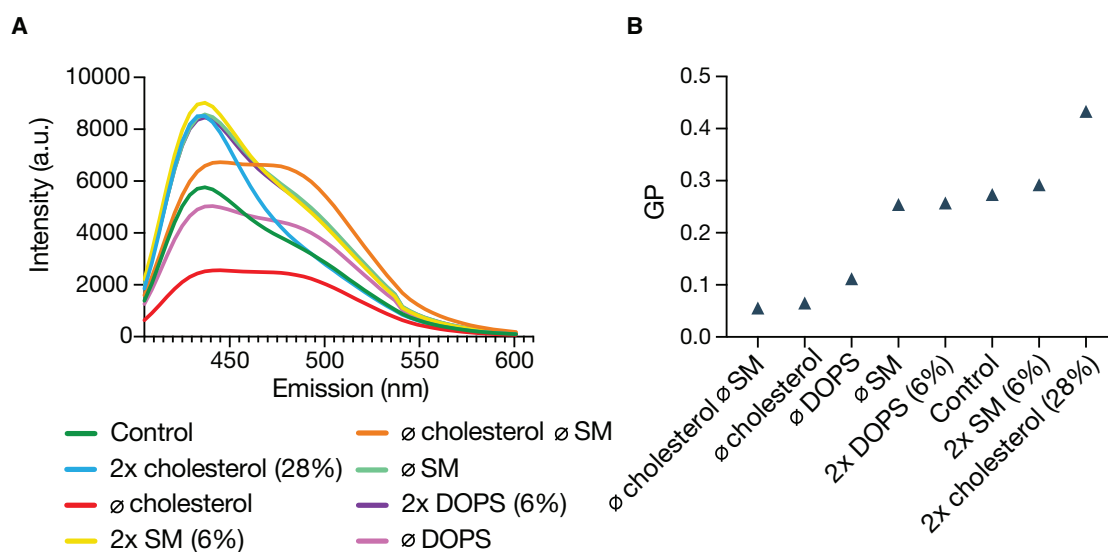 A
B
10000
8000
6000
4000
2000
0
Intensity (a.u.)
450
500
550
600
Emission (nm)
Control
2x cholesterol (28%)
ø cholesterol
2x SM (6%)
ø cholesterol ø SM
ø SM
2x DOPS (6%)
ø DOPS
0.5
0.4
0.3
0.2
0.1
0.0
GP
ø cholesterol ø SM
ø cholesterol
ø DOPS
ø SM
2x DOPS (6%)
Control
2x SM (6%)
2x cholesterol (28%)